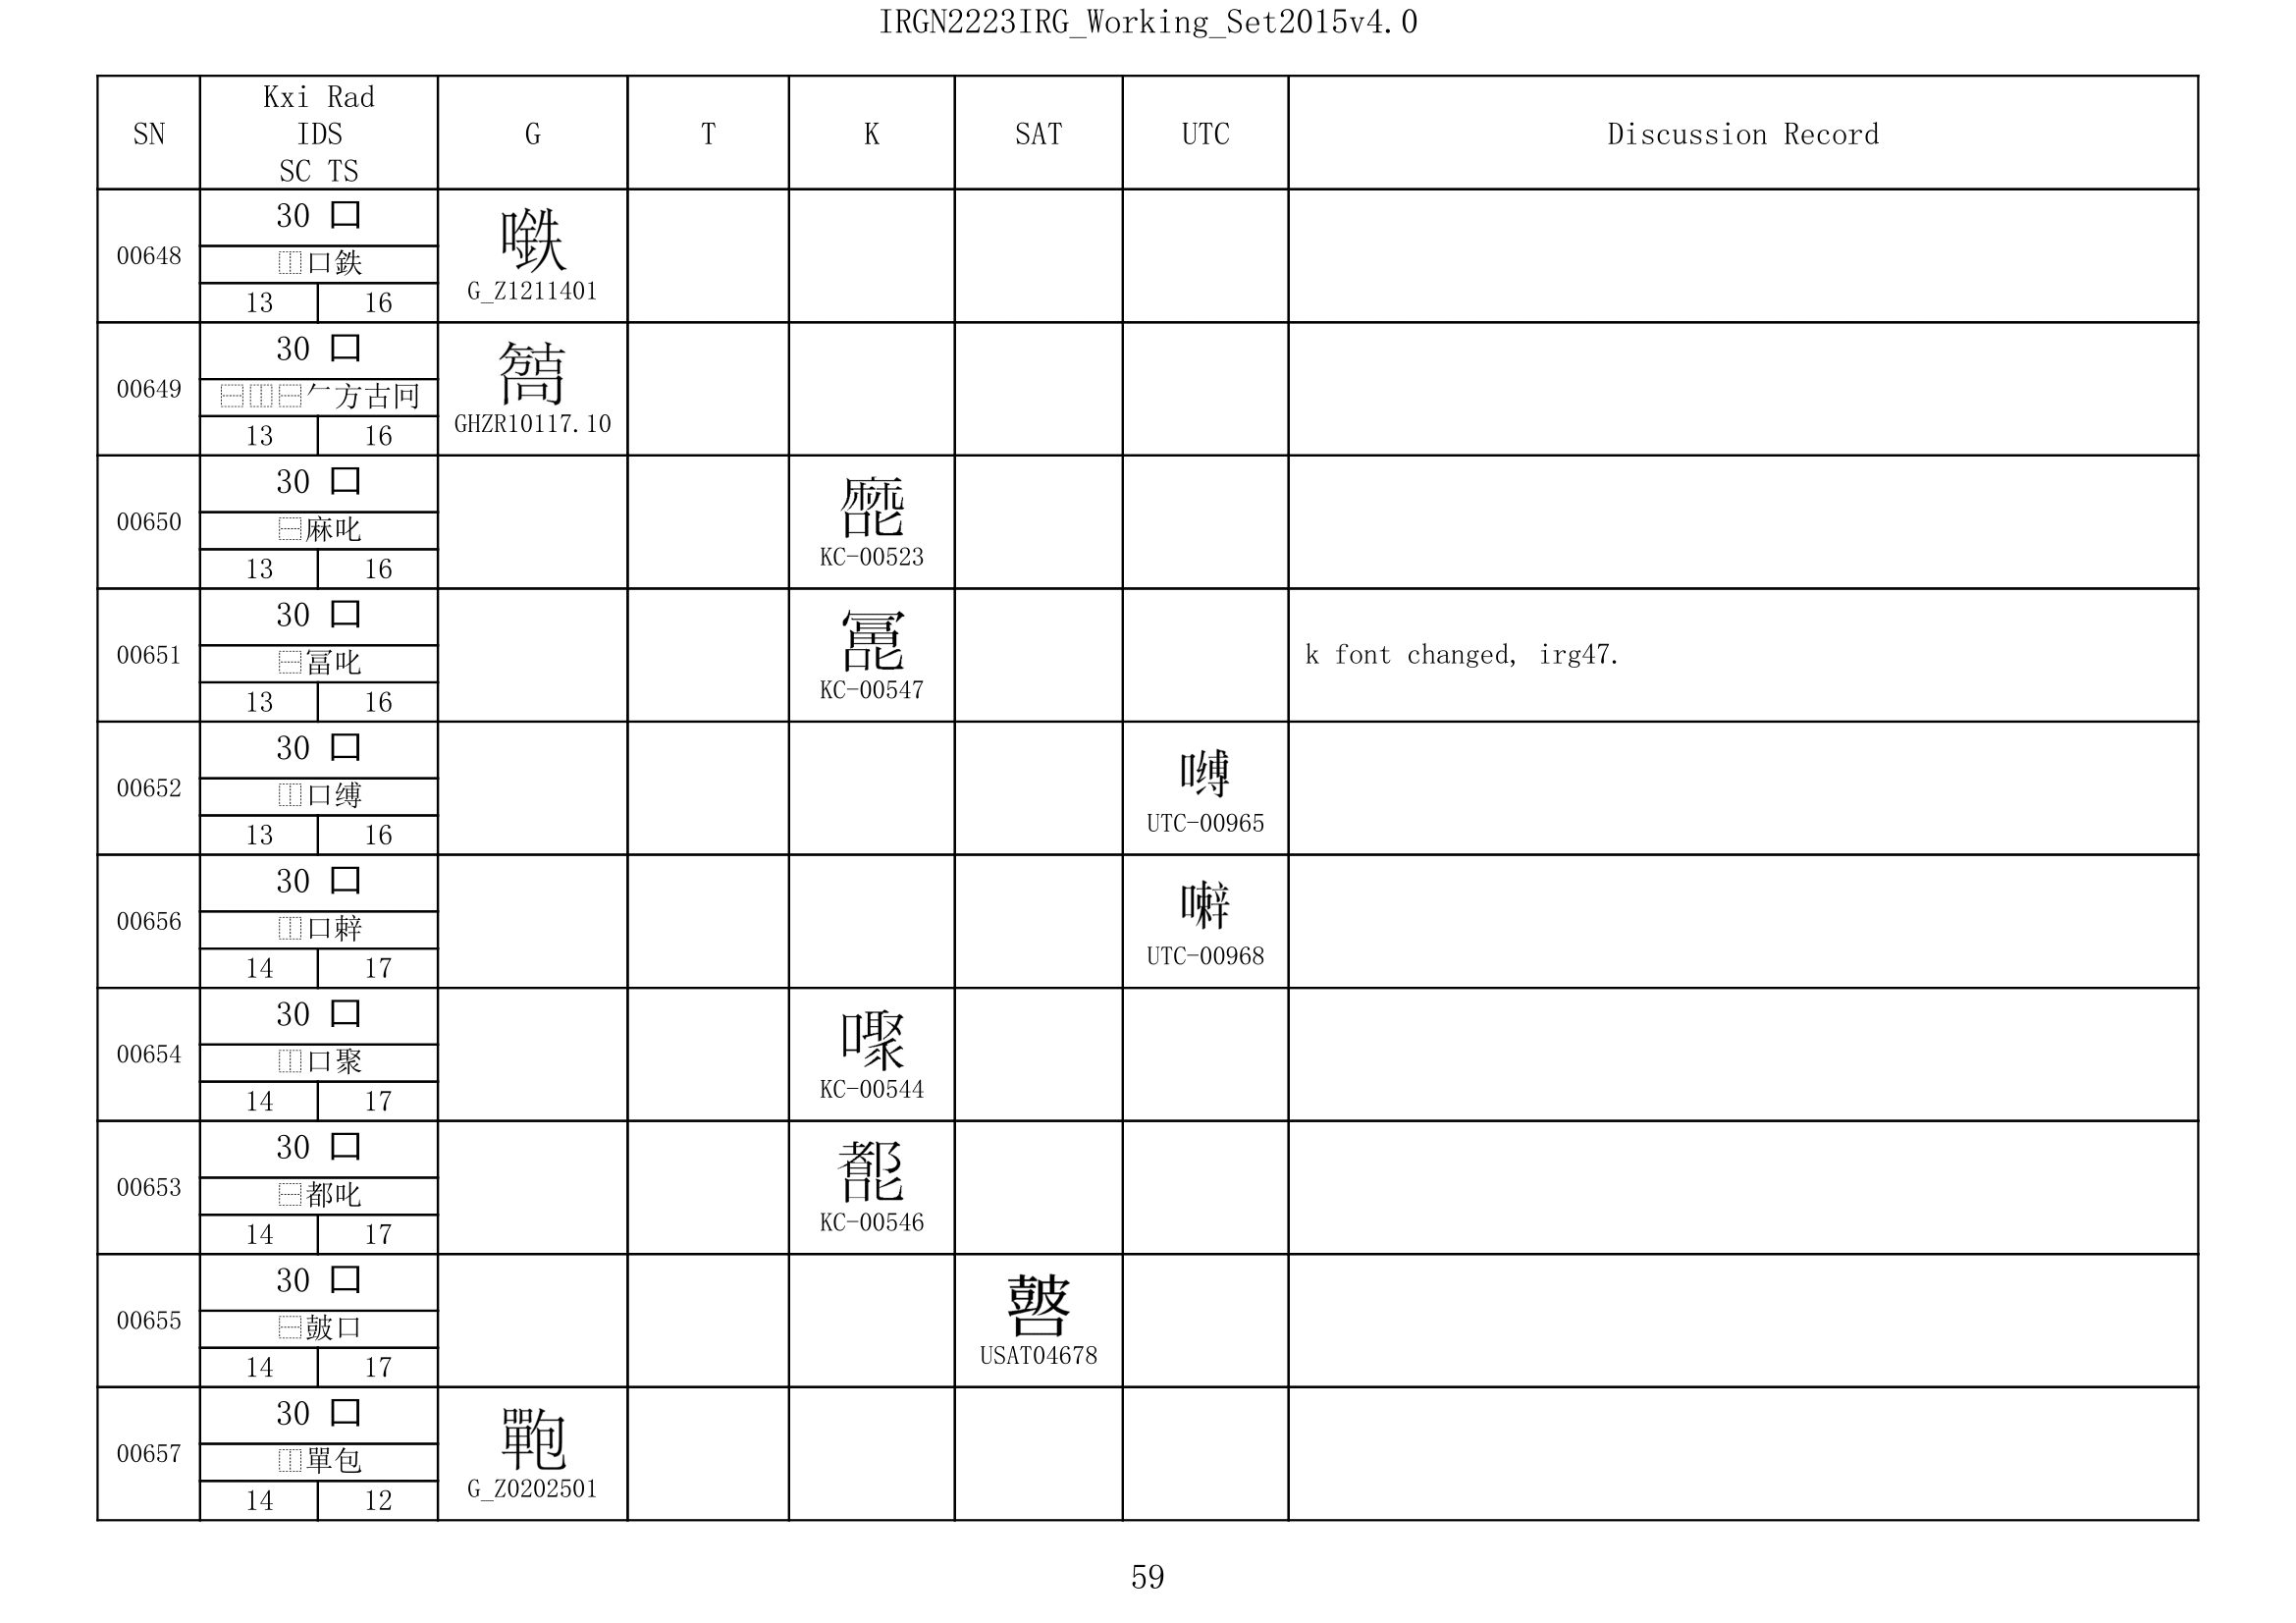 IRGN2223IRG_Working_Set2015v4.0
SN
Kxi Rad
IDS
SC TS
G
T
K
SAT
UTC
Discussion Record
00648
30 口
⿰口鉄
13 16
G_Z1211401
00649
30 口
⿱⿰⿱𠂉方古冋
13 16
GHZR10117.10
00650
30 口
⿱麻叱
13 16
KC-00523
00651
30 口
⿱冨叱
13 16
KC-00547
k font changed, irg47.
00652
30 口
⿰口缚
13 16
UTC-00965
00656
30 口
⿰口辢
14 17
UTC-00968
00654
30 口
⿰口聚
14 17
KC-00544
00653
30 口
⿱都叱
14 17
KC-00546
00655
30 口
⿱皷口
14 17
USAT04678
00657
30 口
⿰單包
14 12
G_Z0202501
59